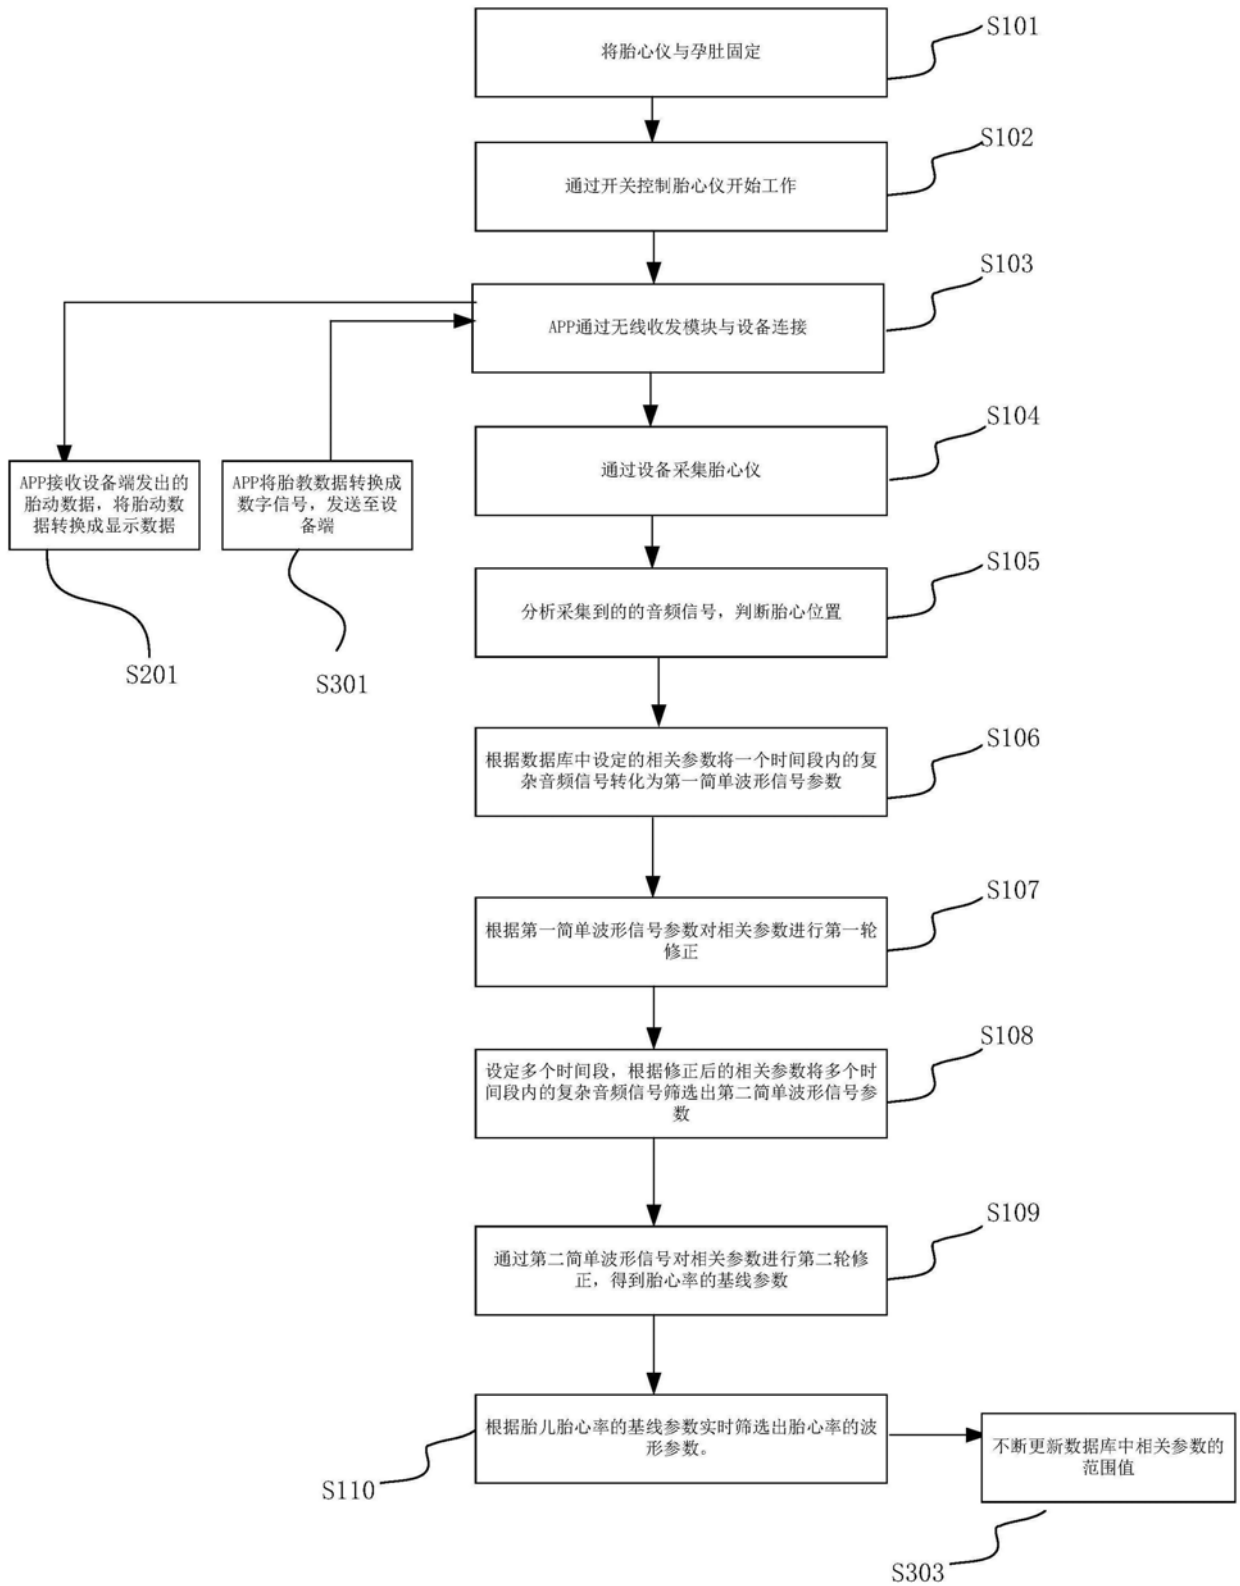 将胎心仪与孕肚固定
S101
通过开关控制胎心仪开始工作
S102
APP通过无线收发模块与设备连接
S103
通过设备采集胎心仪
S104
APP接收设备端发出的
胎动数据，将胎动数
据转换成显示数据
S201
APP将胎教数据转换成
数字信号，发送至设
备端
S301
分析采集到的的音频信号，判断胎心位置
S105
根据数据库中设定的相关参数将一个时间段内的复
杂音频信号转化为第一简单波形信号参数
S106
根据第一简单波形信号参数对相关参数进行第一轮
修正
S107
设定多个时间段，根据修正后的相关参数将多个时
间段内的复杂音频信号筛选出第二简单波形信号参
数
S108
通过第二简单波形信号对相关参数进行第二轮修
正，得到胎心率的基线参数
S109
根据胎儿胎心率的基线参数实时筛选出胎心率的波
形参数。
S110
不断更新数据库中相关参数的
范围值
S303